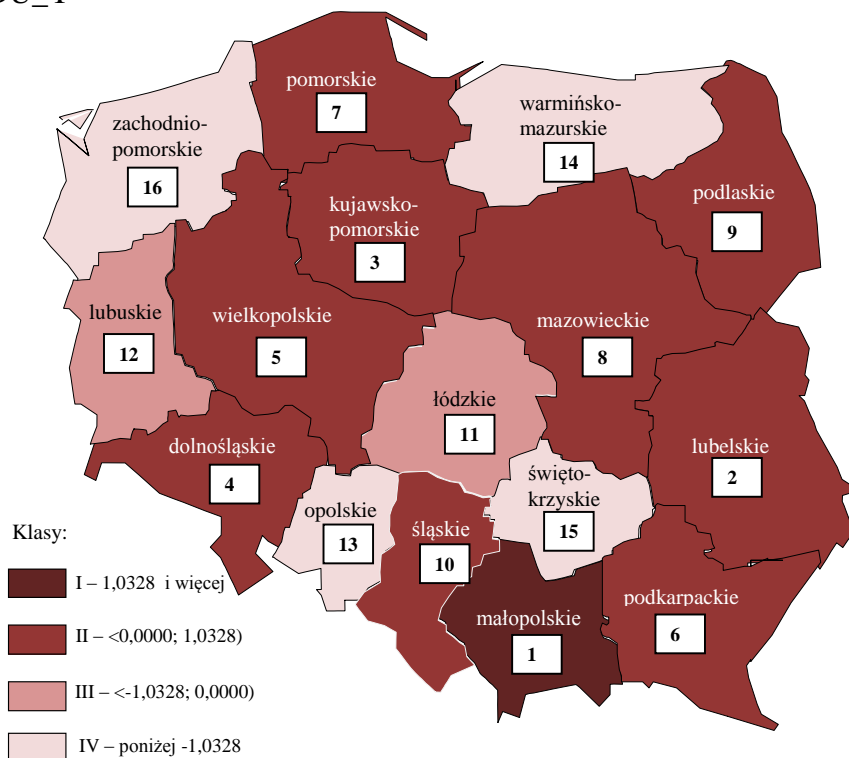 pomorskie
7
warmińsko-
mazurskie
14
zachodnio-
pomorskie
16
podlaskie
9
kujawsko-
pomorskie
3
lubuskie
12
wielkopolskie
5
mazowieckie
8
łódzkie
11
dolnośląskie
4
lubelskie
2
święto-
krzyskie
15
opolskie
13
śląskie
10
podkarpackie
6
małopolskie
1
Klasy:
I – 1,0328 i więcej
II – <0,0000; 1,0328)
III – <-1,0328; 0,0000)
IV – poniżej -1,0328